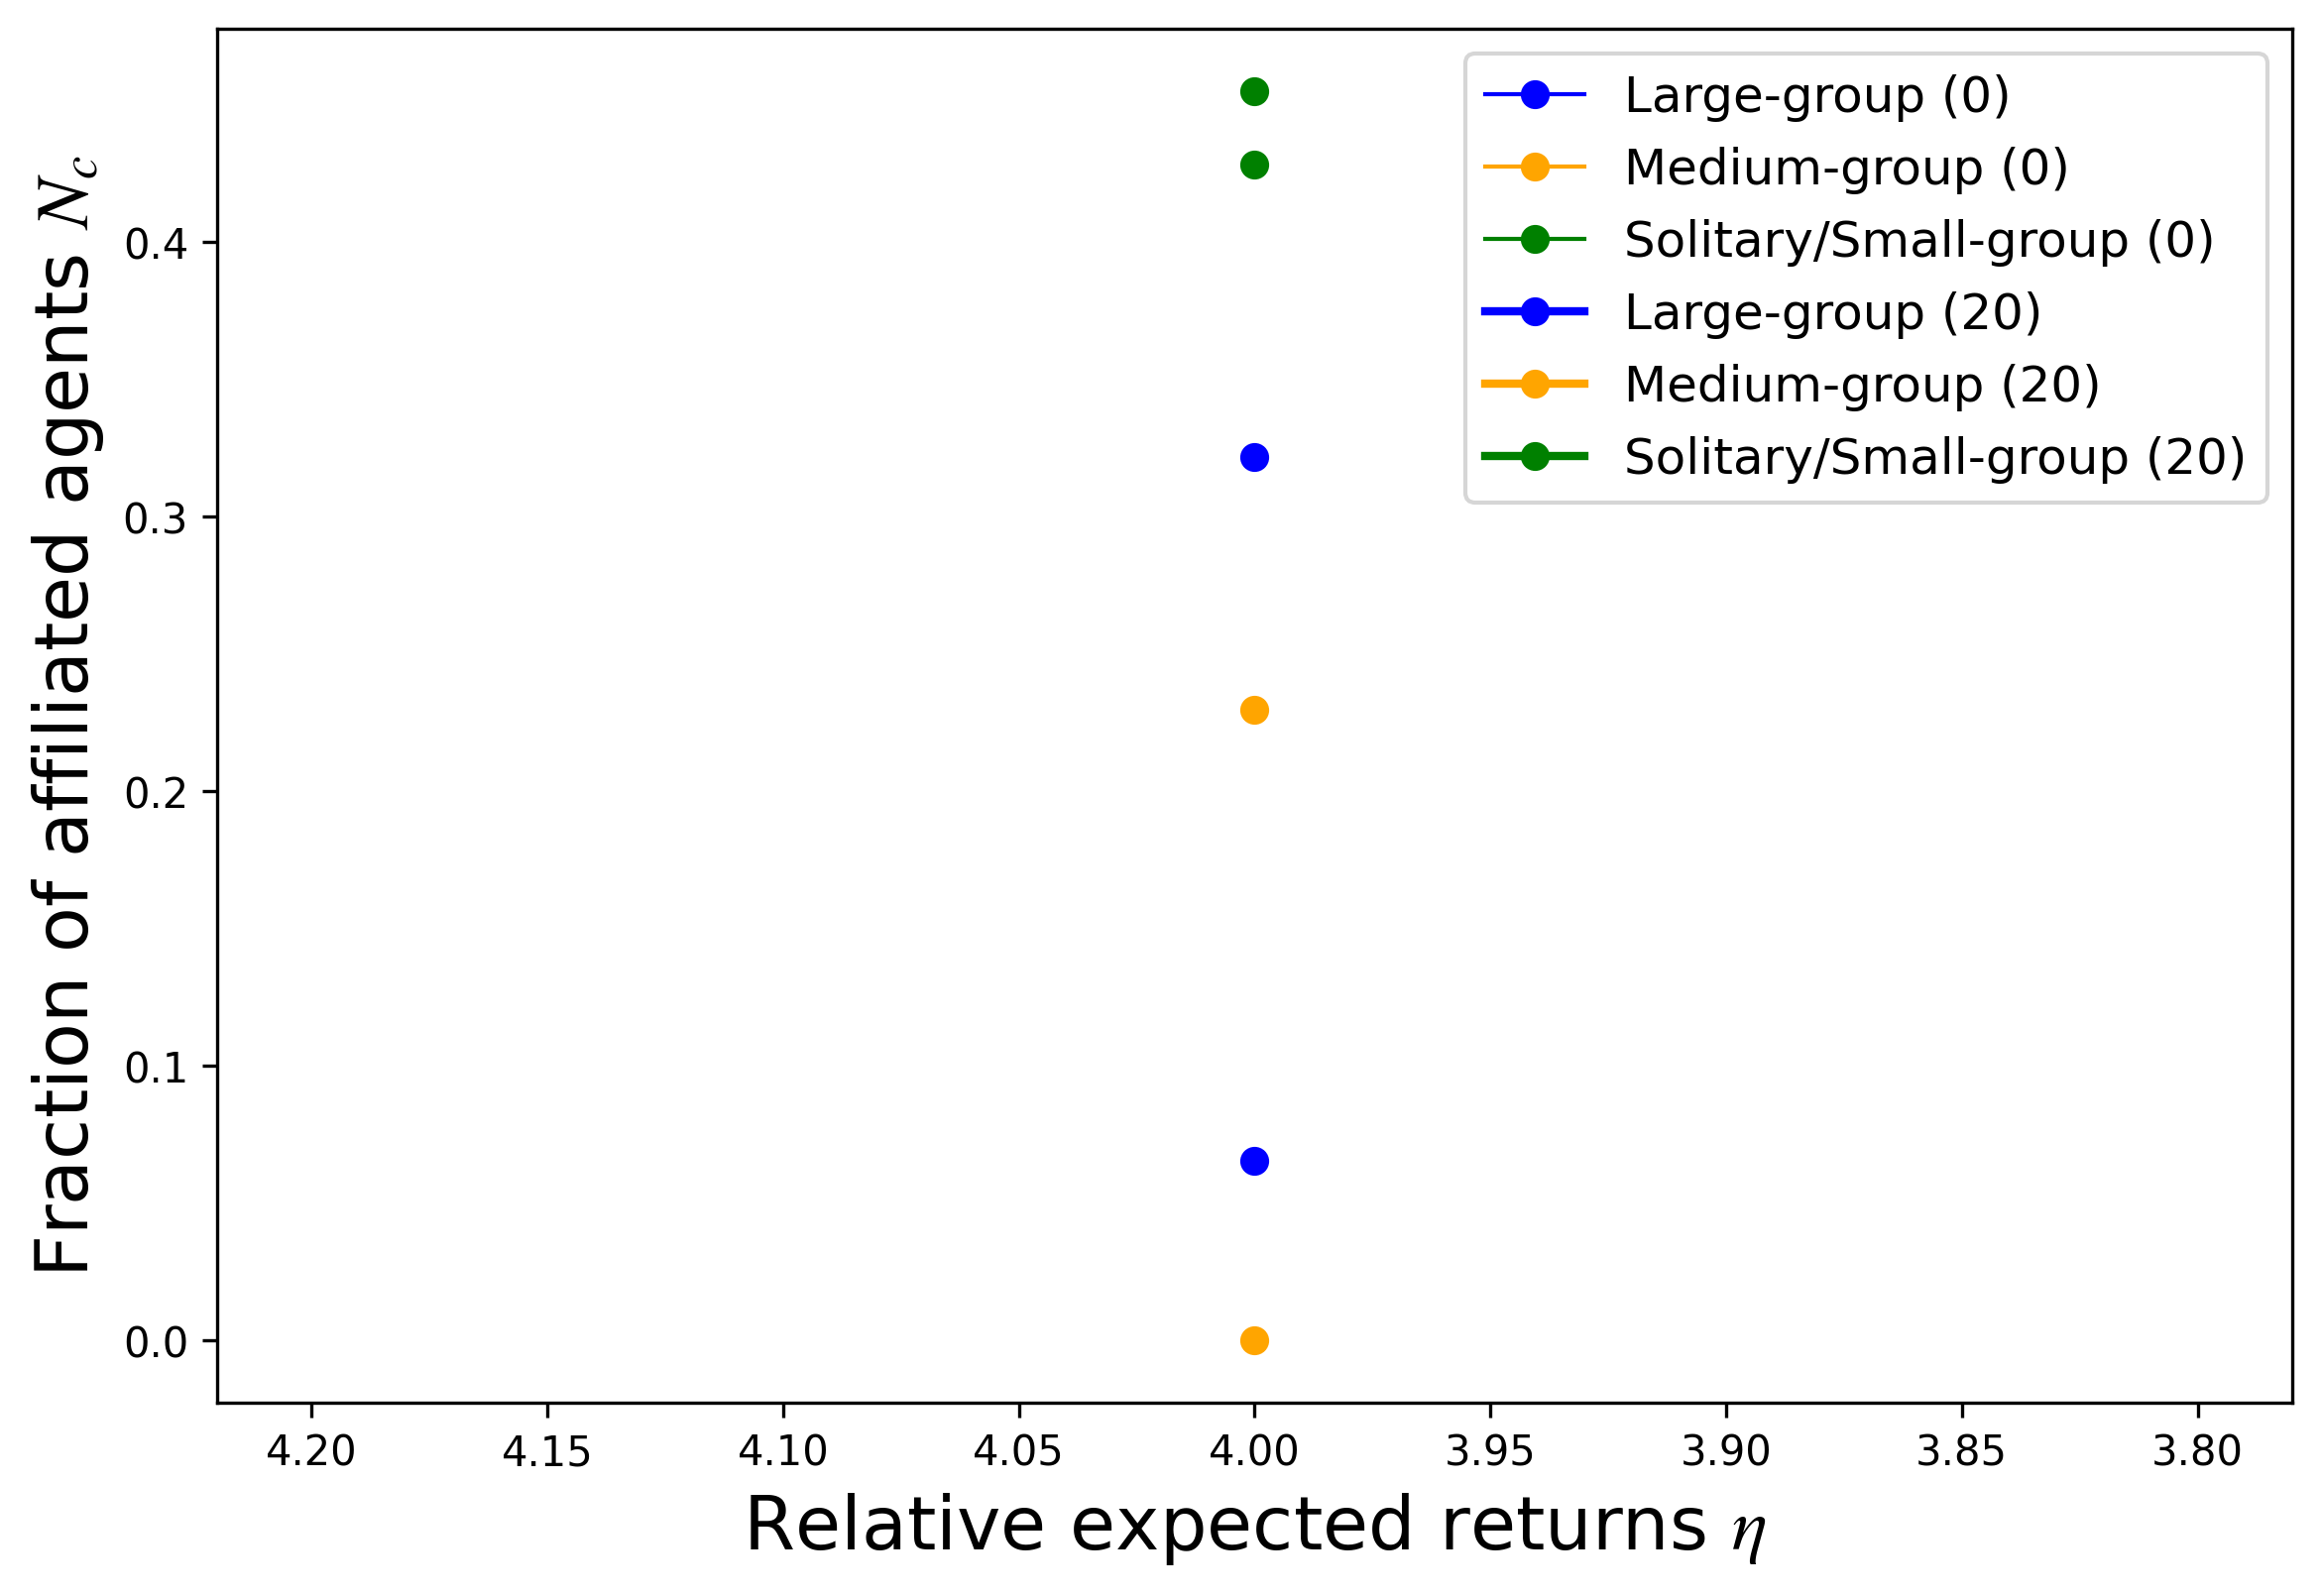 Large-group (0)
Medium-group (0)
Solitary/Small-group (0)
Large-group (20)
Medium-group (20)
Solitary/Small-group (20)
Fraction of affiliated agents N_c
0.4
0.3
0.2
0.1
0.0
4.20 4.15 4.10 4.05 4.00 3.95 3.90 3.85 3.80
Relative expected returns η